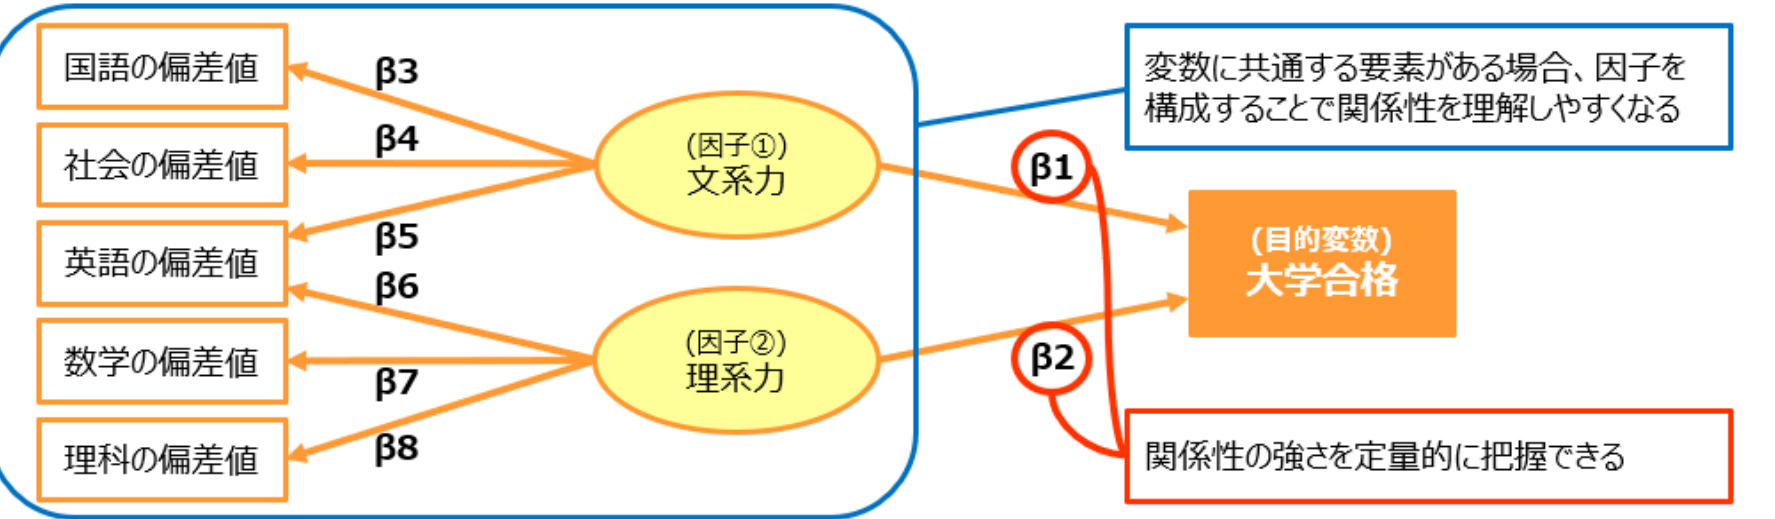 国語の偏差値
社会の偏差値
英語の偏差値
数学の偏差値
理科の偏差値
β3
β4
β5
β6
β7
β8
(因子①)
文系力
(因子②)
理系力
β1
β2
変数に共通する要素がある場合、因子を
構成することで関係性を理解しやすくなる
(目的変数)
大学合格
関係性の強さを定量的に把握できる